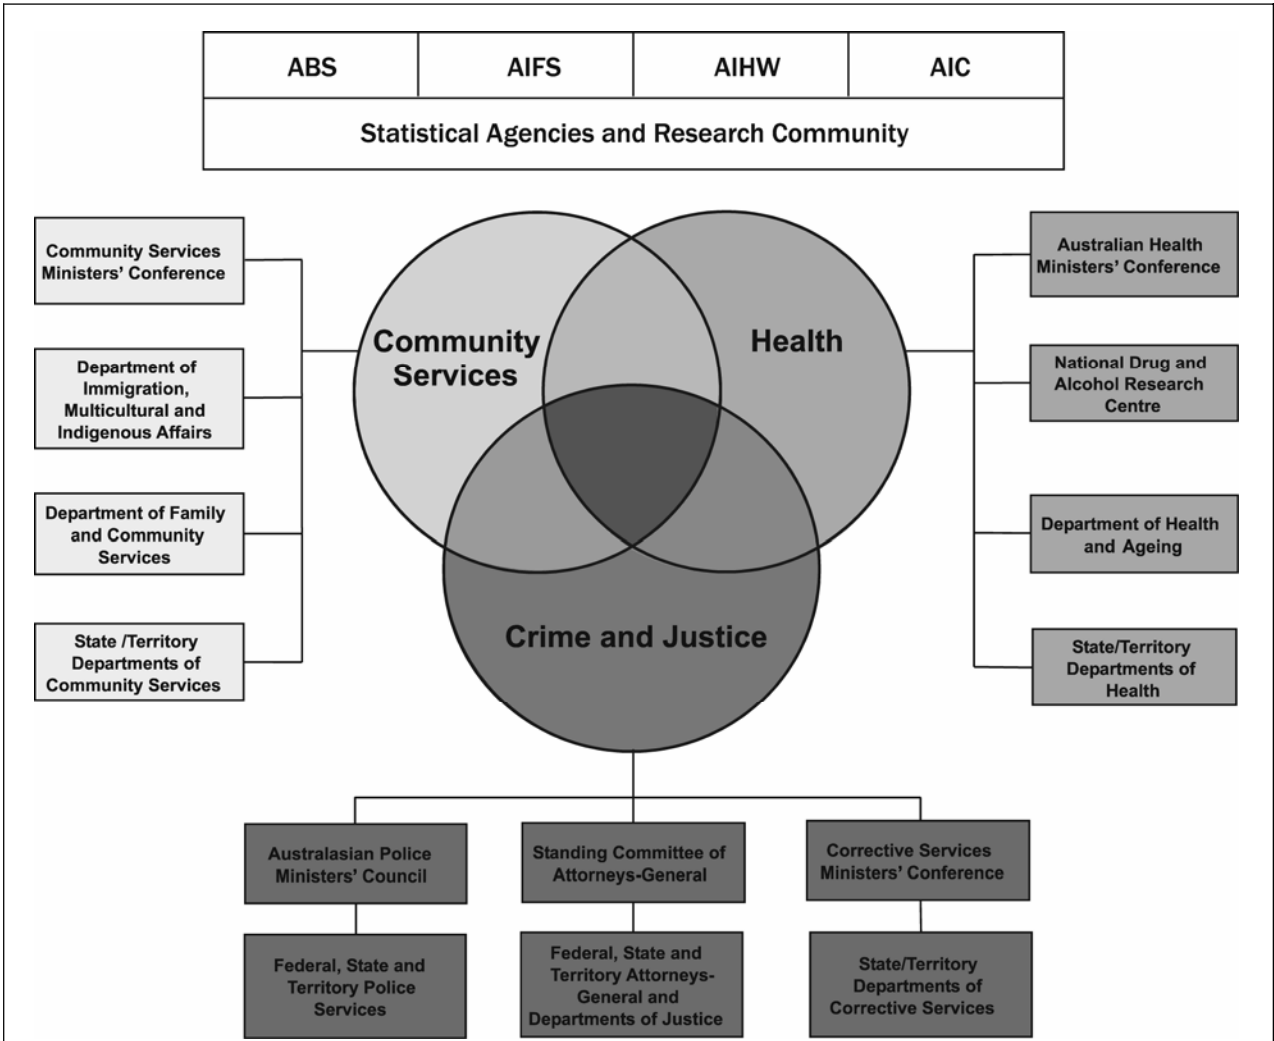 ABS
AIFS
AIHW
AIC
Statistical Agencies and Research Community
Community Services
Ministers' Conference
Department of
Immigration,
Multicultural and
Indigenous Affairs
Department of Family
and Community
Services
State /Territory
Departments of
Community Services
Community
Services
Health
Crime and Justice
Australian Health
Ministers' Conference
National Drug and
Alcohol Research
Centre
Department of Health
and Ageing
State/Territory
Departments of
Health
Australasian Police
Ministers' Council
Standing Committee of
Attorneys-General
Corrective Services
Ministers' Conference
Federal, State and
Territory Police
Services
Federal, State and
Territory Attorneys-
General and
Departments of Justice
State/Territory
Departments of
Corrective Services